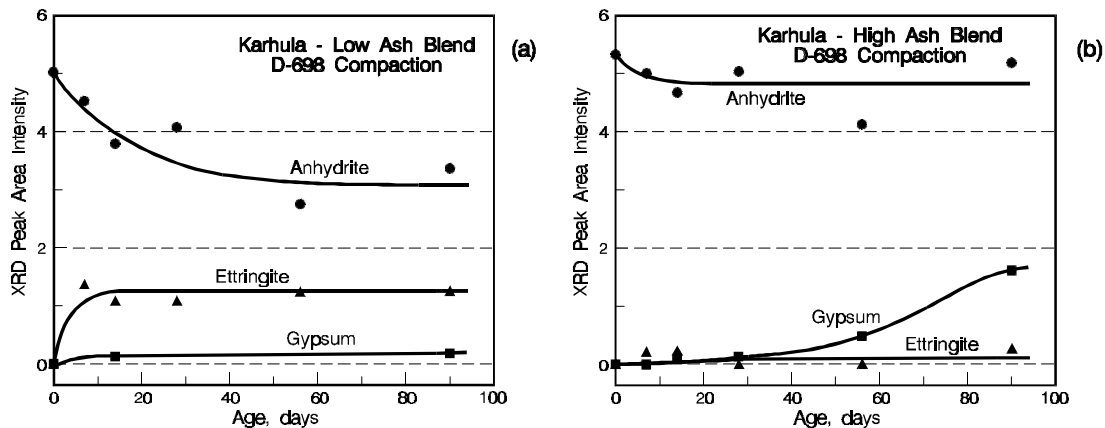 Karhula - Low Ash Blend
D-698 Compaction
(a)
XRD Peak Area Intensity
6
4
2
0
Anhydrite
Ettringite
Gypsum
0 20 40 60 80 100
Age, days
Karhula - High Ash Blend
D-698 Compaction
(b)
XRD Peak Area Intensity
6
4
2
0
Anhydrite
Gypsum
Ettringite
0 20 40 60 80 100
Age, days